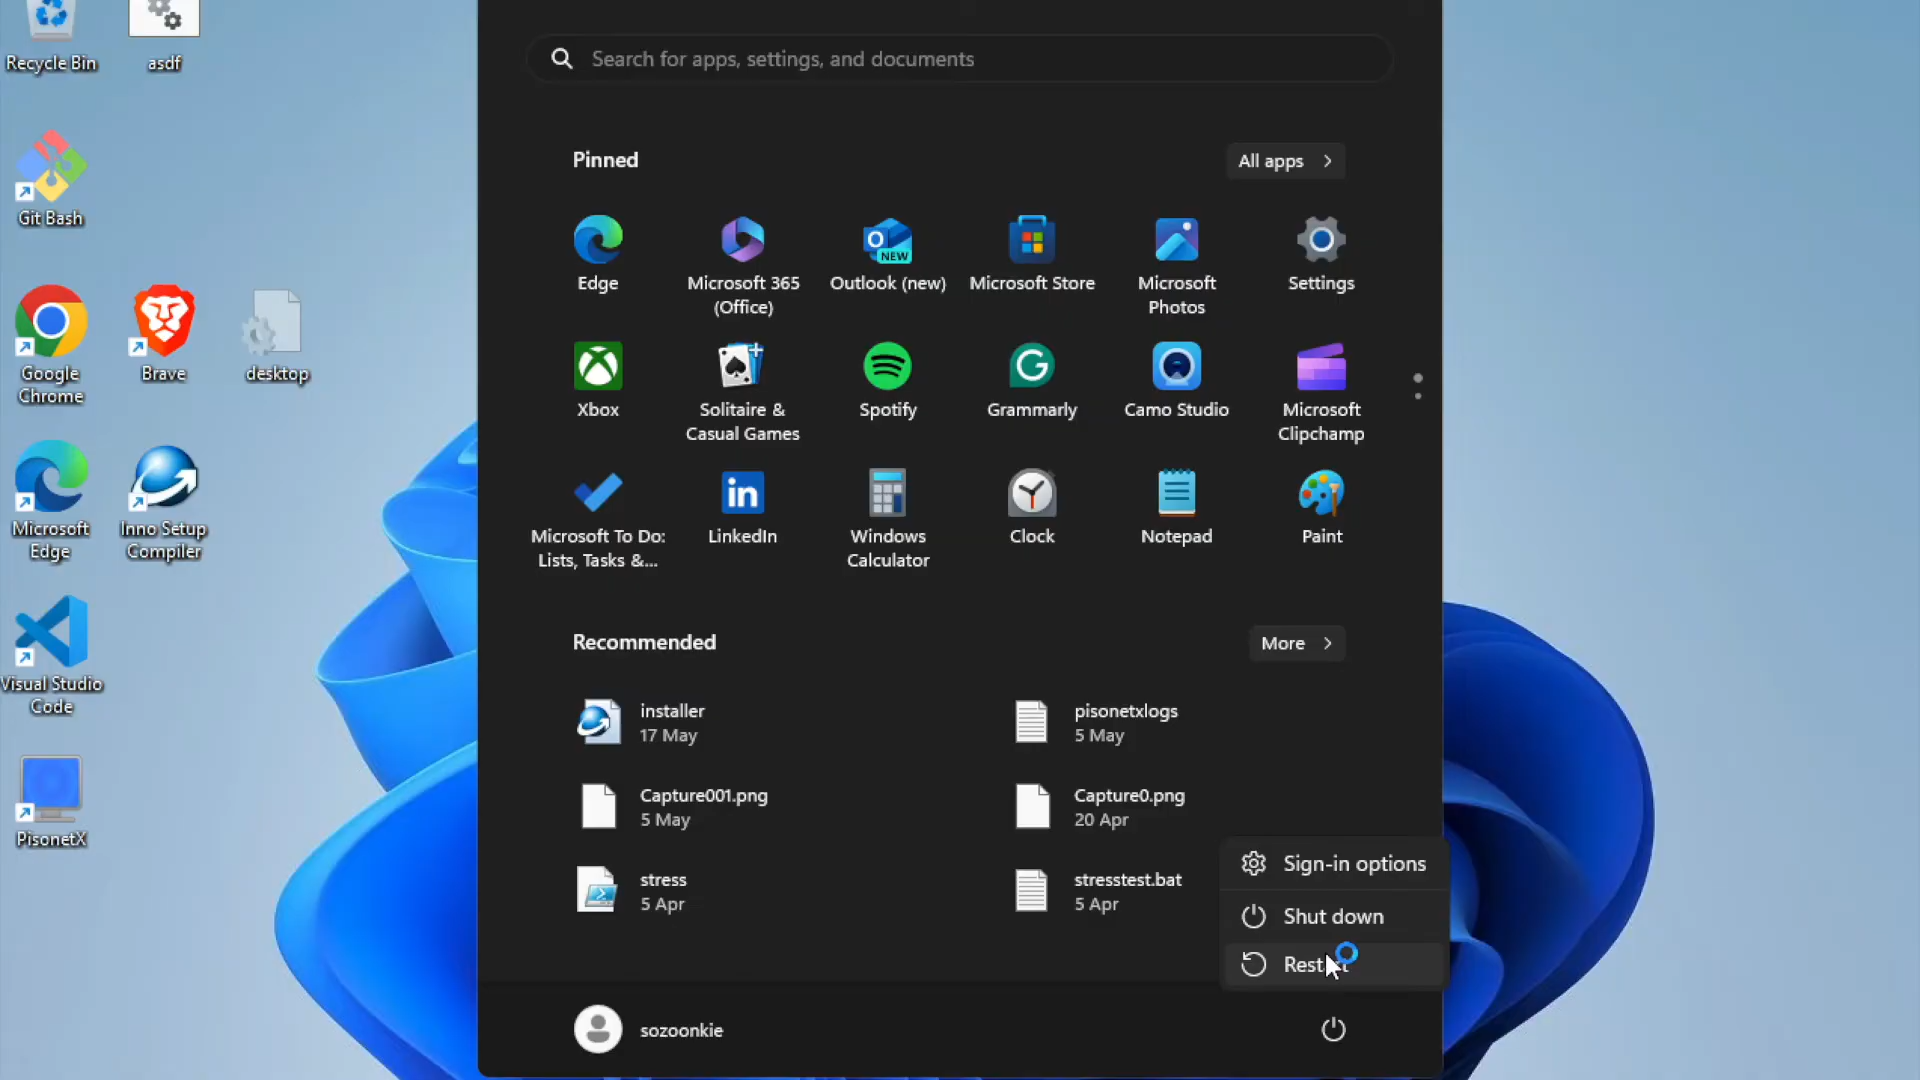 Recycle Bin
asdf
Git Bash
Google
Chrome
Brave
desktop
Microsoft
Edge
Inno Setup
Compiler
Visual Studio
Code
PisonetX
Search for apps, settings, and documents
Pinned
All apps
Edge
Microsoft 365
(Office)
NEW
Outlook (new)
Microsoft Store
Microsoft
Photos
Settings
Xbox
Solitaire &
Casual Games
Spotify
Grammarly
Camo Studio
Microsoft
Clipchamp
Microsoft To Do:
Lists, Tasks &...
in
LinkedIn
Windows
Calculator
Clock
Notepad
Paint
Recommended
More
installer
17 May
pisonetxlogs
5 May
Capture001.png
5 May
Capture0.png
20 Apr
stress
5 Apr
stresstest.bat
5 Apr
Sign-in options
Shut down
Restart
sozoonkie